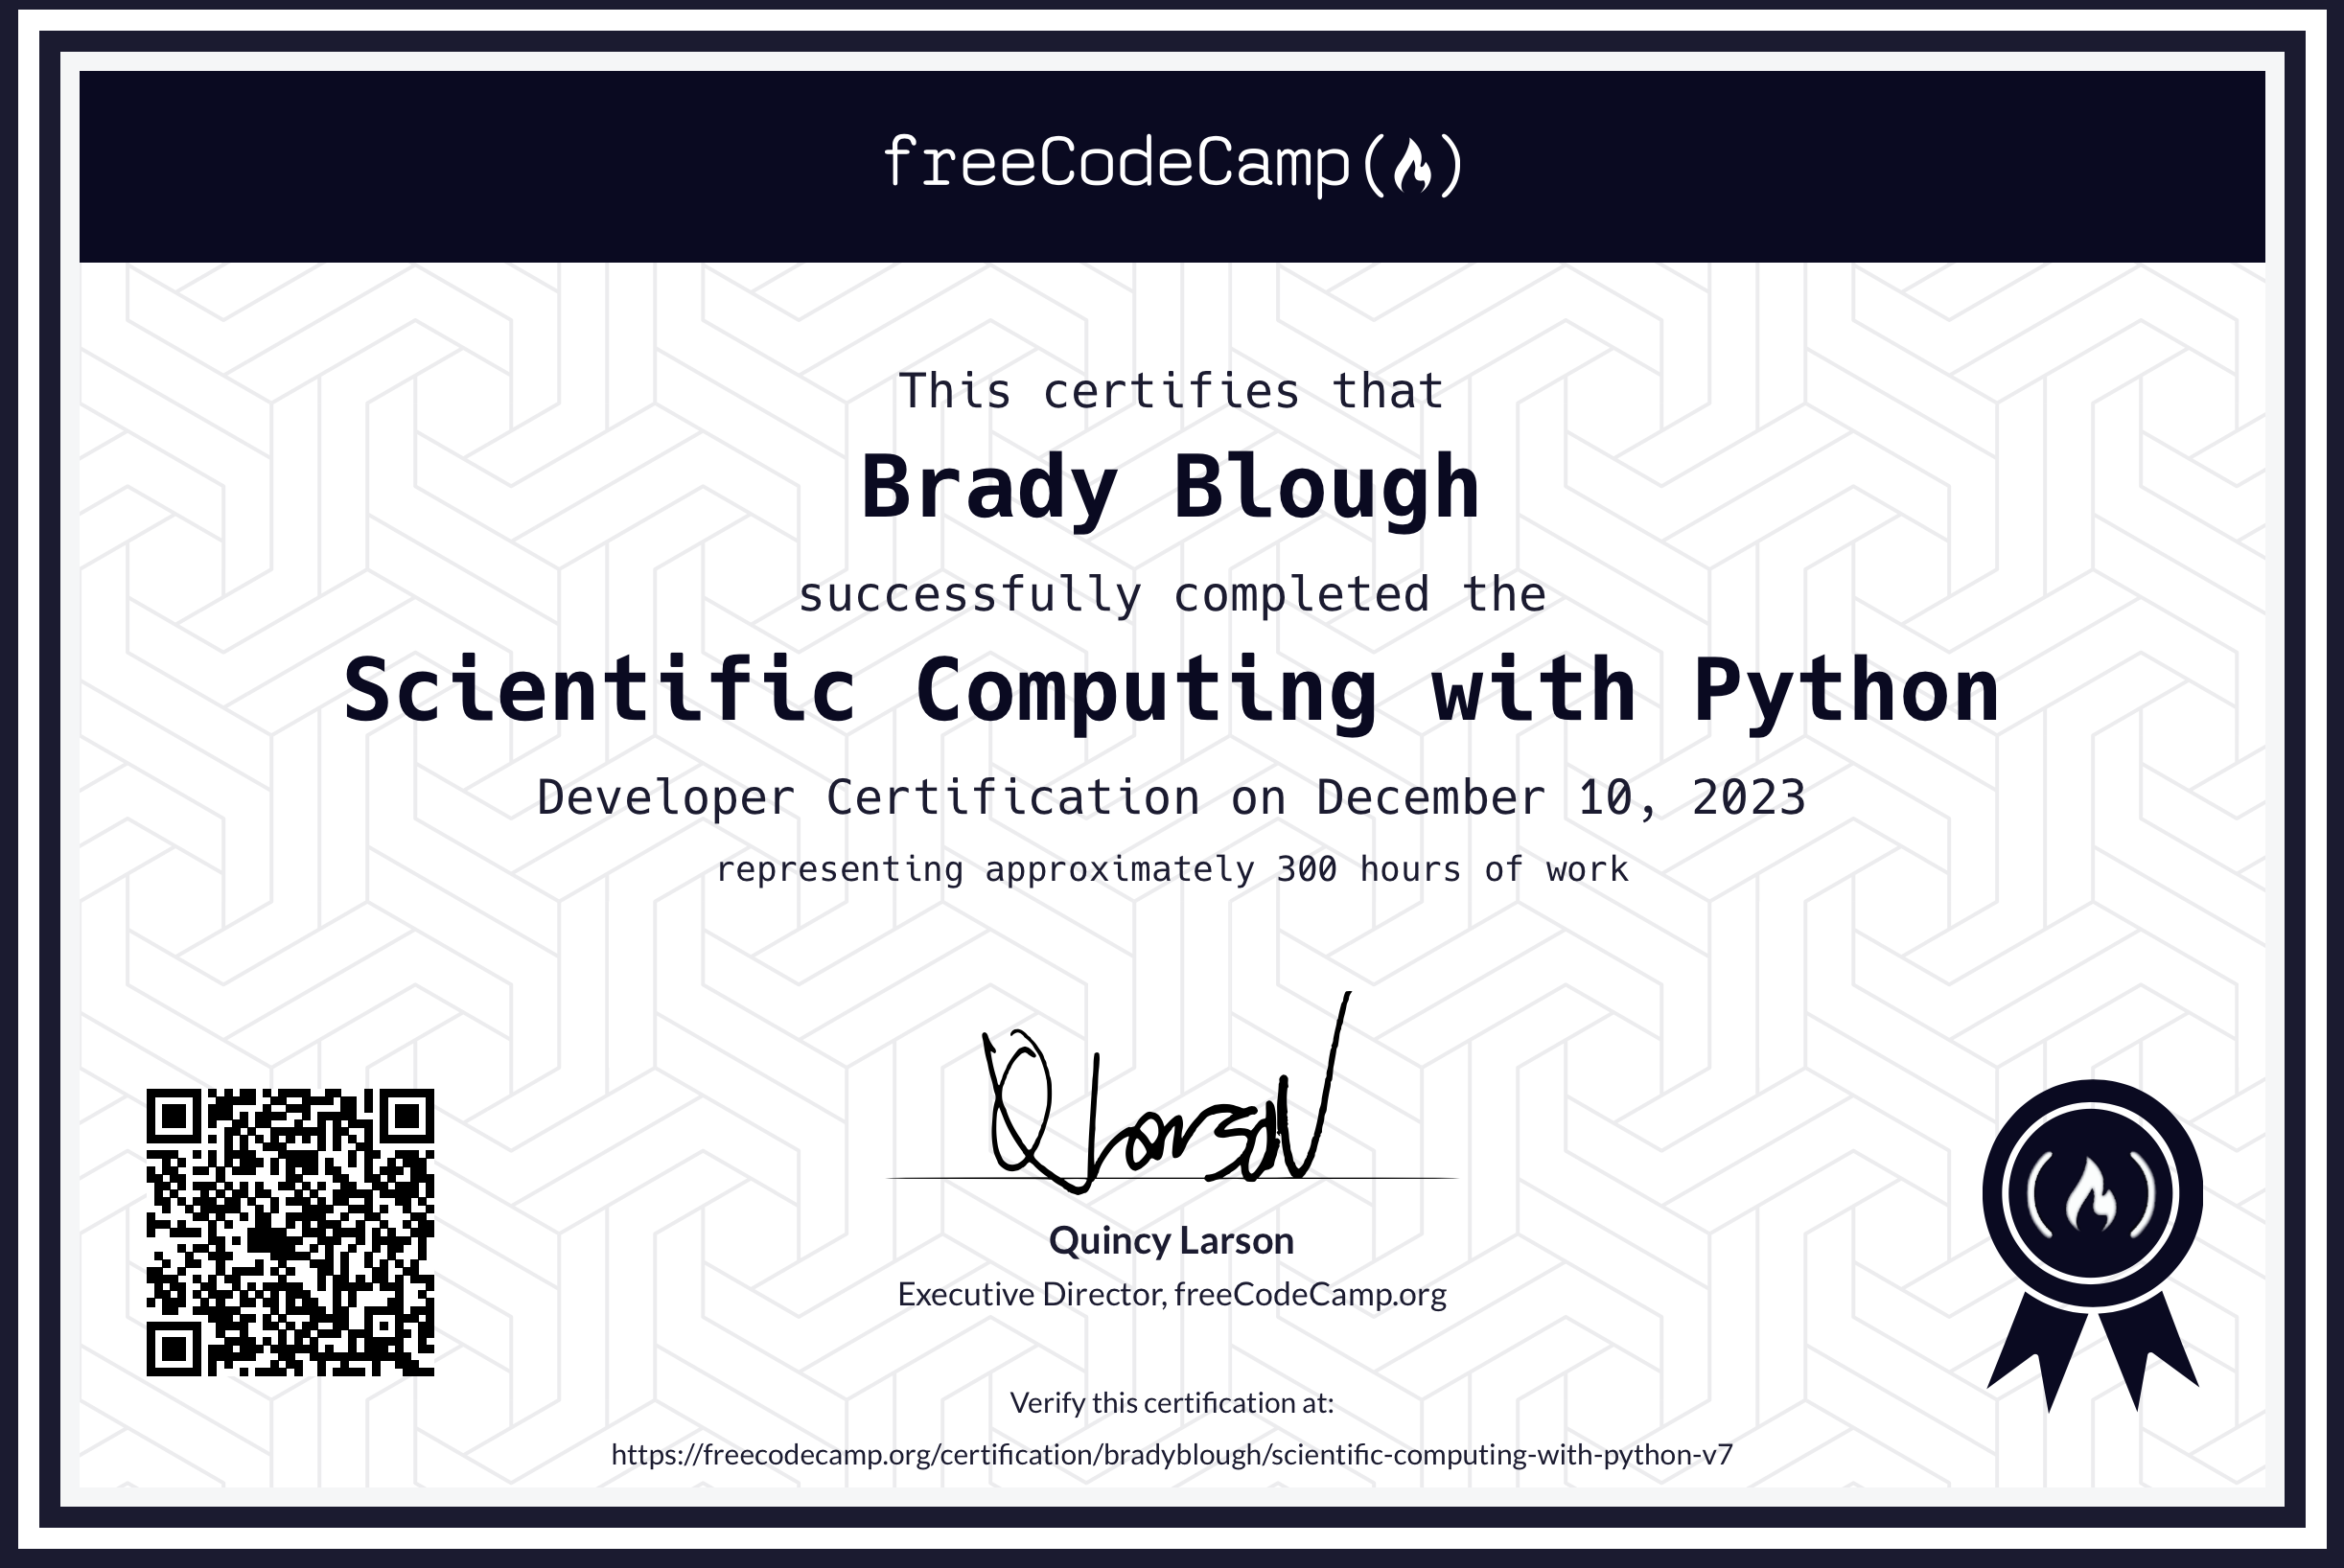 freeCodeCamp
This certifies that
Brady Blough
successfully completed the
Scientific Computing with Python
Developer Certification on December 10, 2023
representing approximately 300 hours of work
Quincy Larson
Executive Director, freeCodeCamp.org
Verify this certification at:
https://freecodecamp.org/certification/bradyblough/scientific-computing-with-python-v7